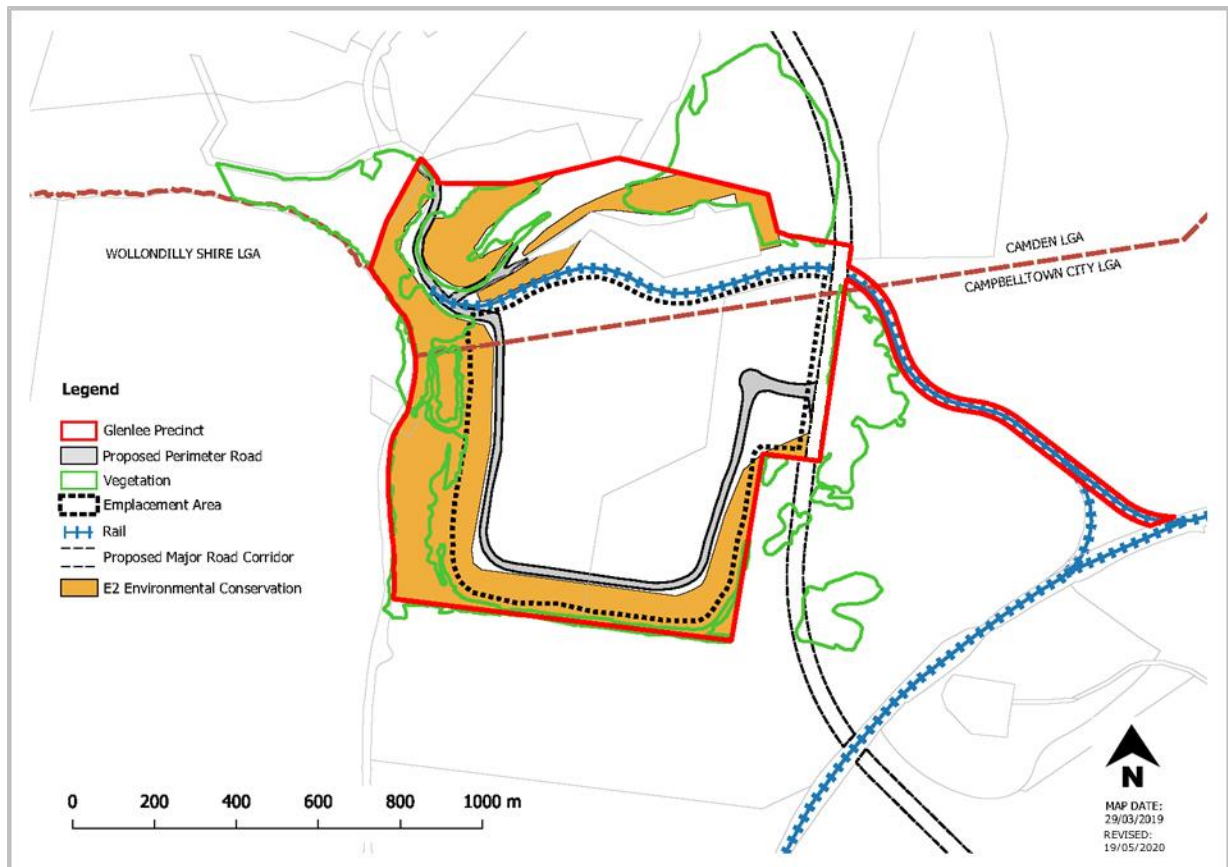 CAMDEN LGA
WOLLONDILLY SHIRE LGA
CAMPBELLTOWN CITY LGA
Legend
Glenlee Precinct
Proposed Perimeter Road
Vegetation
Emplacement Area
Rail
Proposed Major Road Corridor
E2 Environmental Conservation
0 200 400 600 800 1000 m
N
MAP DATE:
29/03/2019
REVISED:
19/05/2020